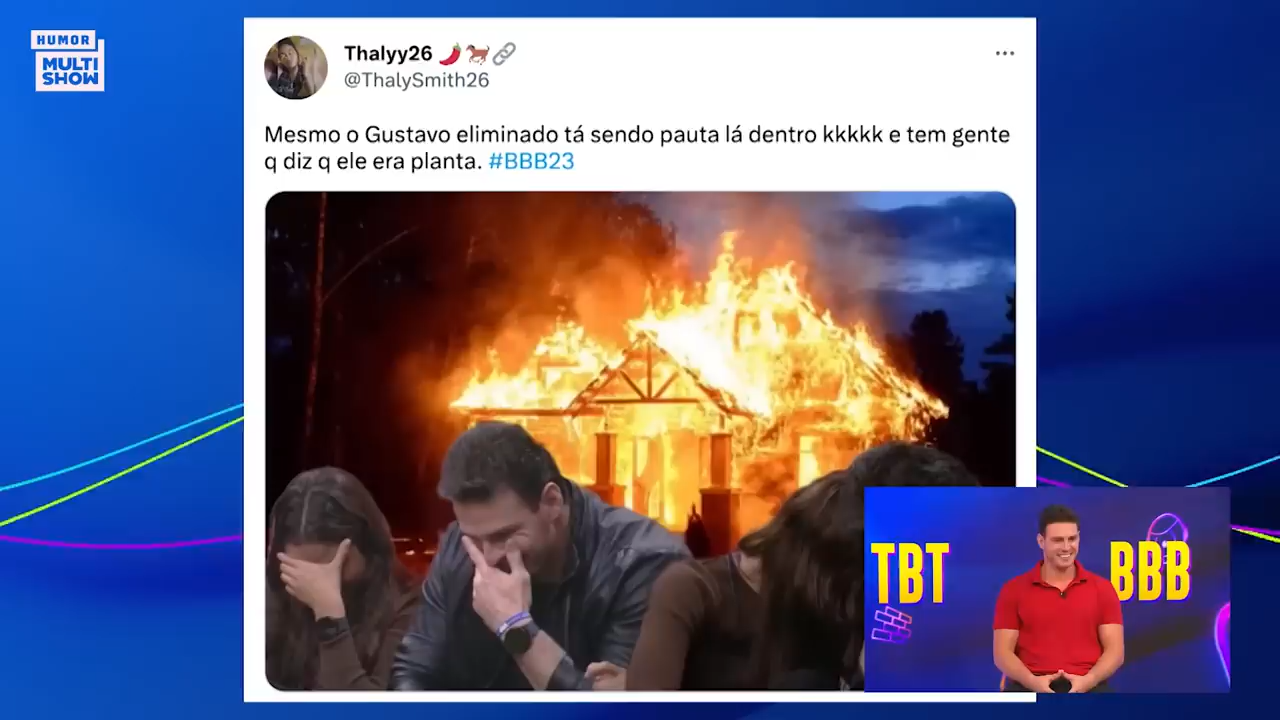 HUMOR
MULTI
SHOW
Thalyy26 🌶️🐎🔗
@ThalySmith26
Mesmo o Gustavo eliminado tá sendo pauta lá dentro kkkkk e tem gente
q diz q ele era planta. #BBB23
TBT BBB